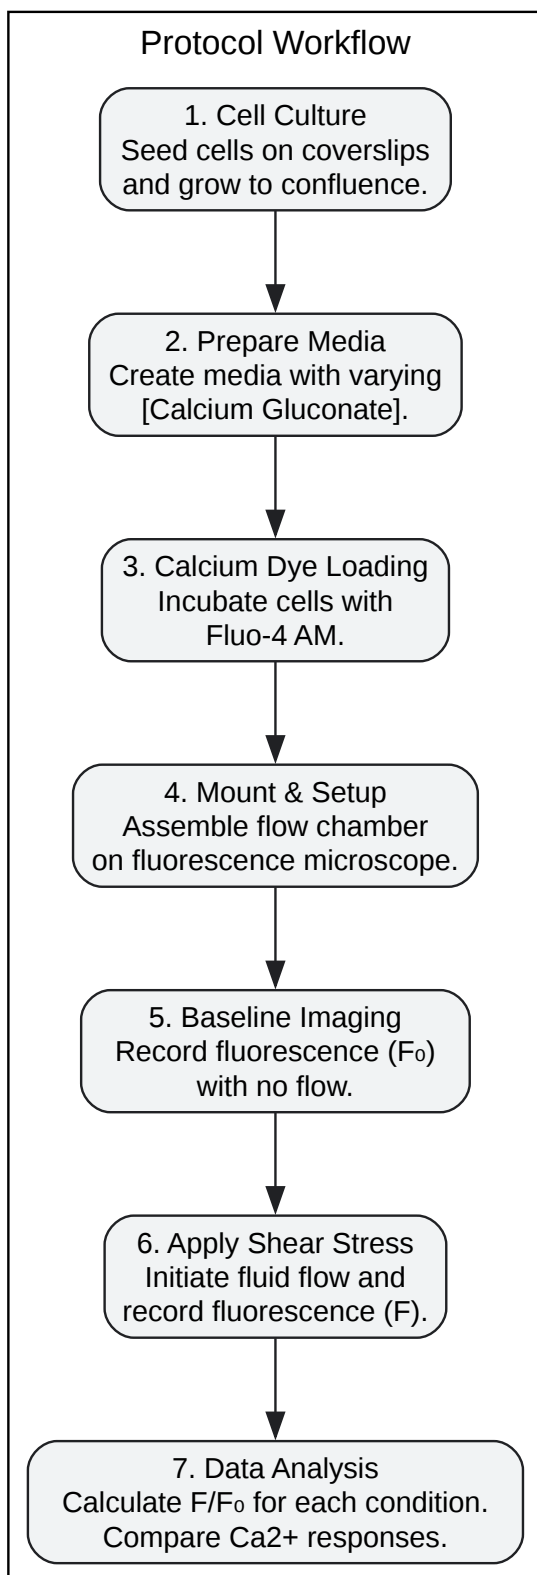 Protocol Workflow
1. Cell Culture
Seed cells on coverslips
and grow to confluence.
2. Prepare Media
Create media with varying
[Calcium Gluconate].
3. Calcium Dye Loading
Incubate cells with
Fluo-4 AM.
4. Mount & Setup
Assemble flow chamber
on fluorescence microscope.
5. Baseline Imaging
Record fluorescence (F₀)
with no flow.
6. Apply Shear Stress
Initiate fluid flow and
record fluorescence (F).
7. Data Analysis
Calculate F/F₀ for each condition.
Compare Ca2+ responses.